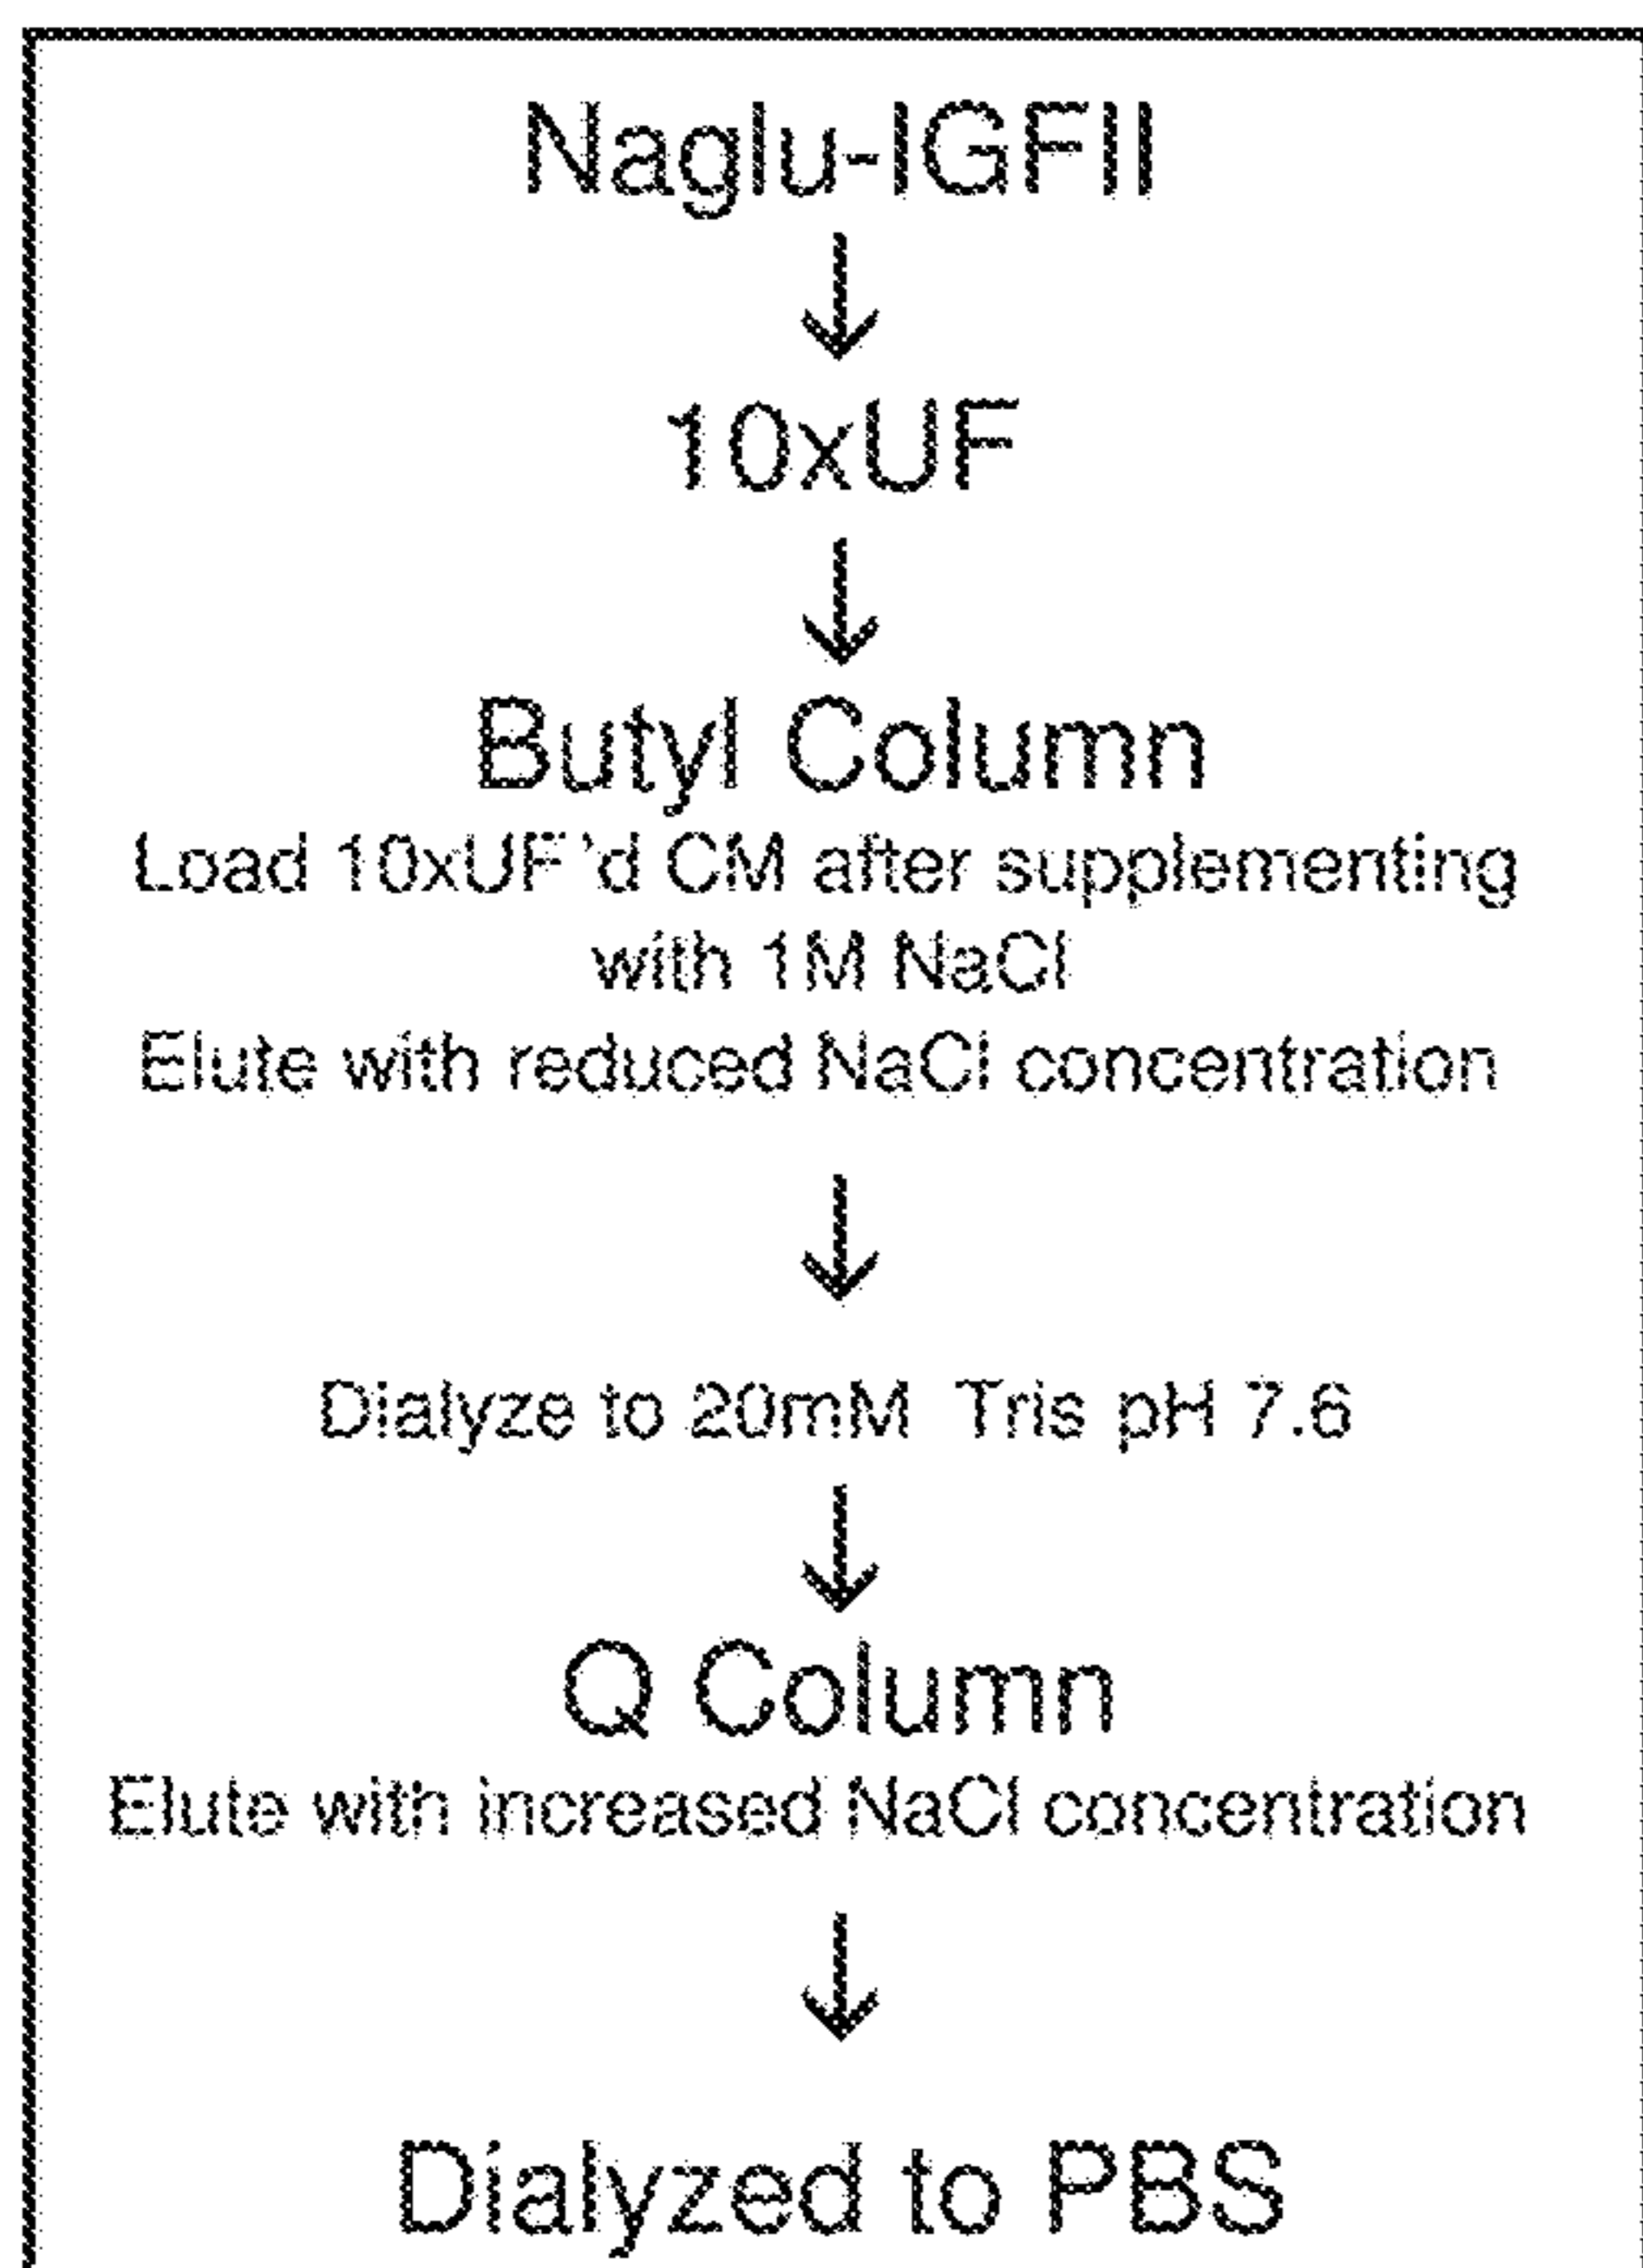 Naglu-IGFII
10xUF
Butyl Column
Load 10xUF'd CM after supplementing
with 1M NaCl
Elute with reduced NaCl concentration
Dialyze to 20mM Tris pH 7.6
Q Column
Elute with increased NaCl concentration
Dialyzed to PBS